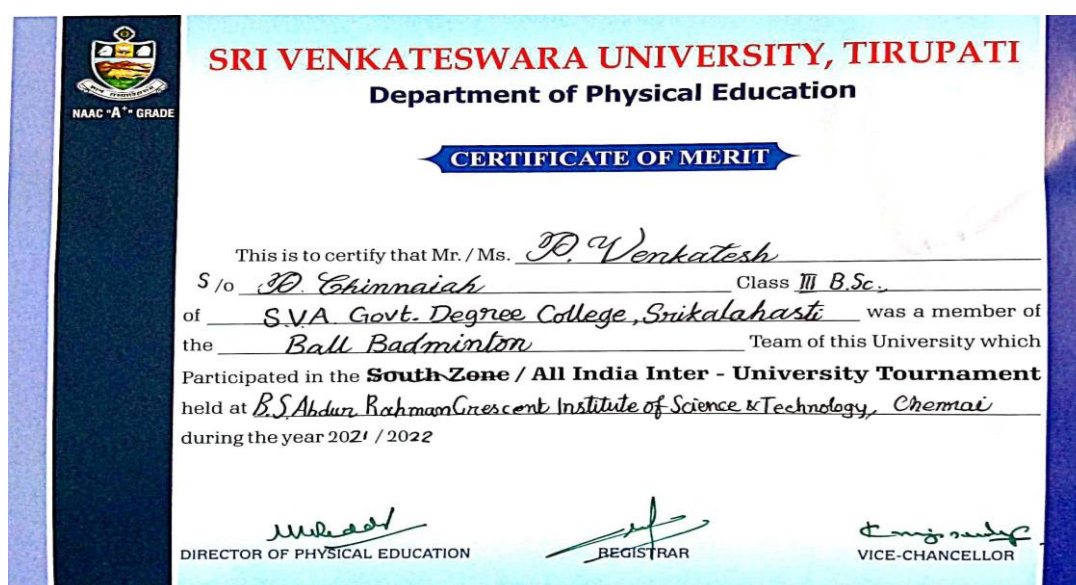 SRI VENKATESWARA UNIVERSITY, TIRUPATI
Department of Physical Education
NAAC "A+" GRADE
CERTIFICATE OF MERIT
This is to certify that Mr. / Ms. D. Venkatesh
S/o D. Chinnaiah Class III B.Sc.,
of S.V.A. Govt. Degree College, Srikalahasti was a member of
the Ball Badminton Team of this University which
Participated in the South Zone / All India Inter - University Tournament
held at B.S. Abdur Rahman Crescent Institute of Science & Technology, Chennai
during the year 2021 / 2022
DIRECTOR OF PHYSICAL EDUCATION
REGISTRAR
VICE-CHANCELLOR